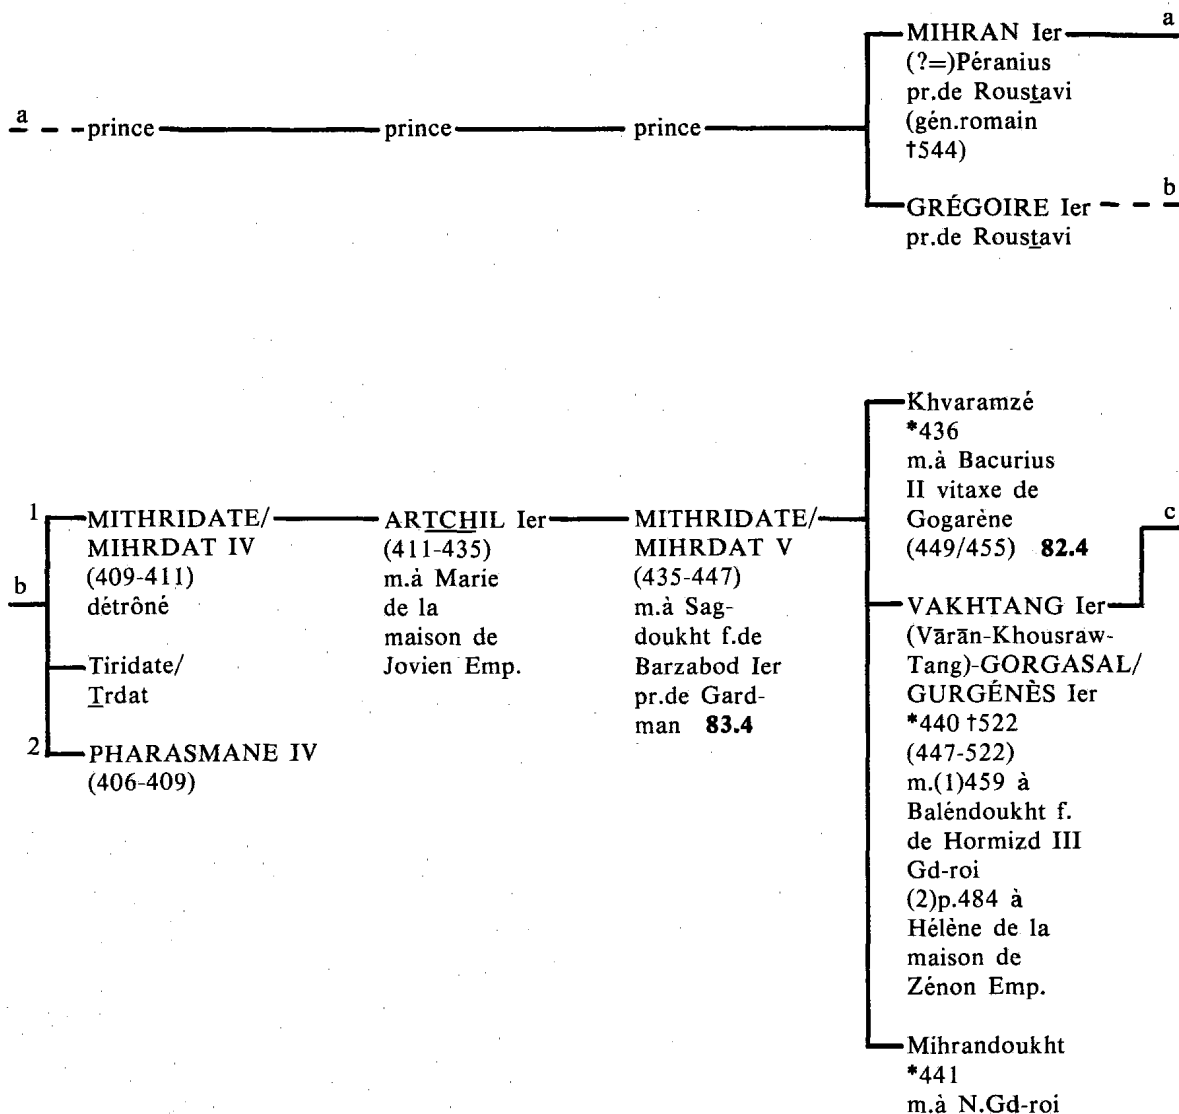 a
MIHRAN Ier
(?=)Péranius
pr.de Roustavi
(gén.romain
†544)
a
prince
prince
prince
b
GRÉGOIRE Ier
pr.de Roustavi
Khvaramzé
*436
m.à Bacurius
II vitaxe de
Gogarène
(449/455) 82.4
b
1
MITHRIDATE/
MIHRDAT IV
(409-411)
détrôné
Tiridate/
Trdat
2
PHARASMANE IV
(406-409)
ARTCHIL Ier
(411-435)
m.à Marie
de la
maison de
Jovien Emp.
MITHRIDATE/
MIHRDAT V
(435-447)
m.à Sag-
doukht f.de
Barzabod Ier
pr.de Gard-
man 83.4
c
VAKHTANG Ier
(Vārān-Khousraw-
Tang)-GORGASAL/
GURGÉNÈS Ier
*440 †522
(447-522)
m.(1)459 à
Baléndoukht f.
de Hormizd III
Gd-roi
(2)p.484 à
Hélène de la
maison de
Zénon Emp.
Mihrandoukht
*441
m.à N.Gd-roi